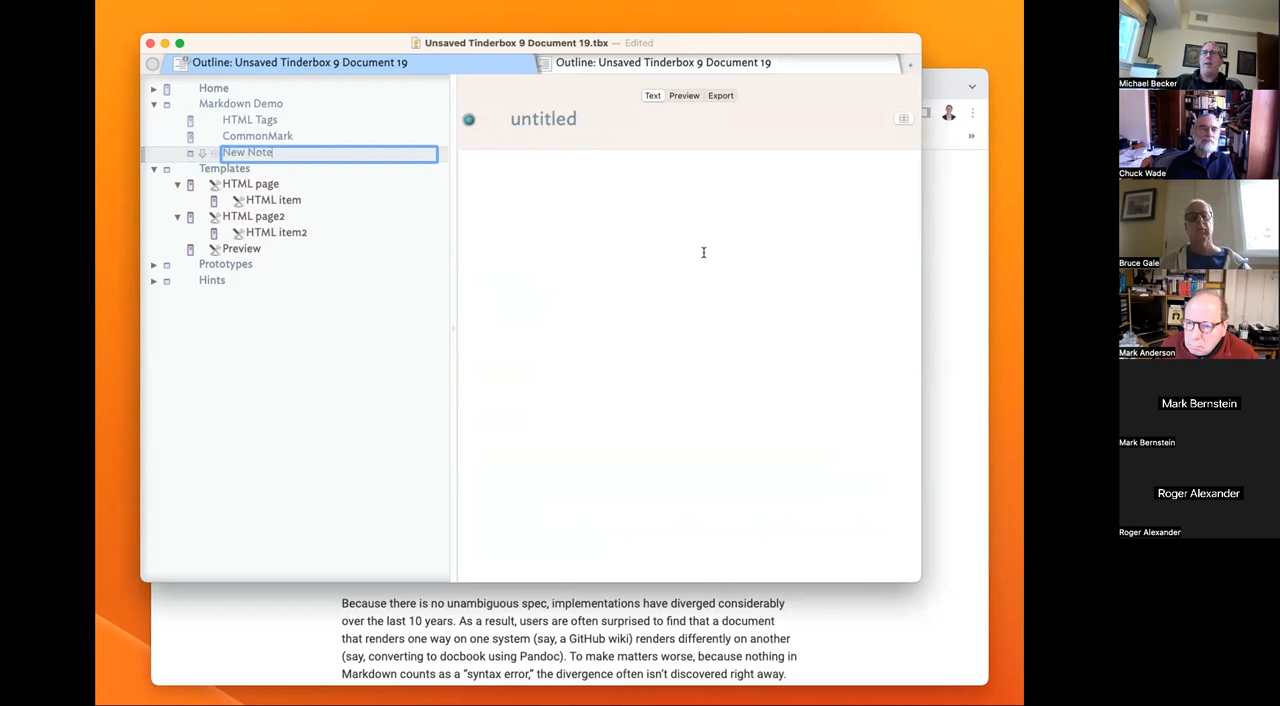 Unsaved Tinderbox 9 Document 19.tbx — Edited
Outline: Unsaved Tinderbox 9 Document 19
Outline: Unsaved Tinderbox 9 Document 19
+
Home
Markdown Demo
HTML Tags
CommonMark
New Note
Templates
HTML page
HTML item
HTML page2
HTML item2
Preview
Prototypes
Hints
Text Preview Export
untitled
Because there is no unambiguous spec, implementations have diverged considerably
over the last 10 years. As a result, users are often surprised to find that a document
that renders one way on one system (say, a GitHub wiki) renders differently on another
(say, converting to docbook using Pandoc). To make matters worse, because nothing in
Markdown counts as a “syntax error,” the divergence often isn't discovered right away.
Michael Becker
Chuck Wade
Bruce Gale
Mark Anderson
Mark Bernstein
Mark Bernstein
Roger Alexander
Roger Alexander